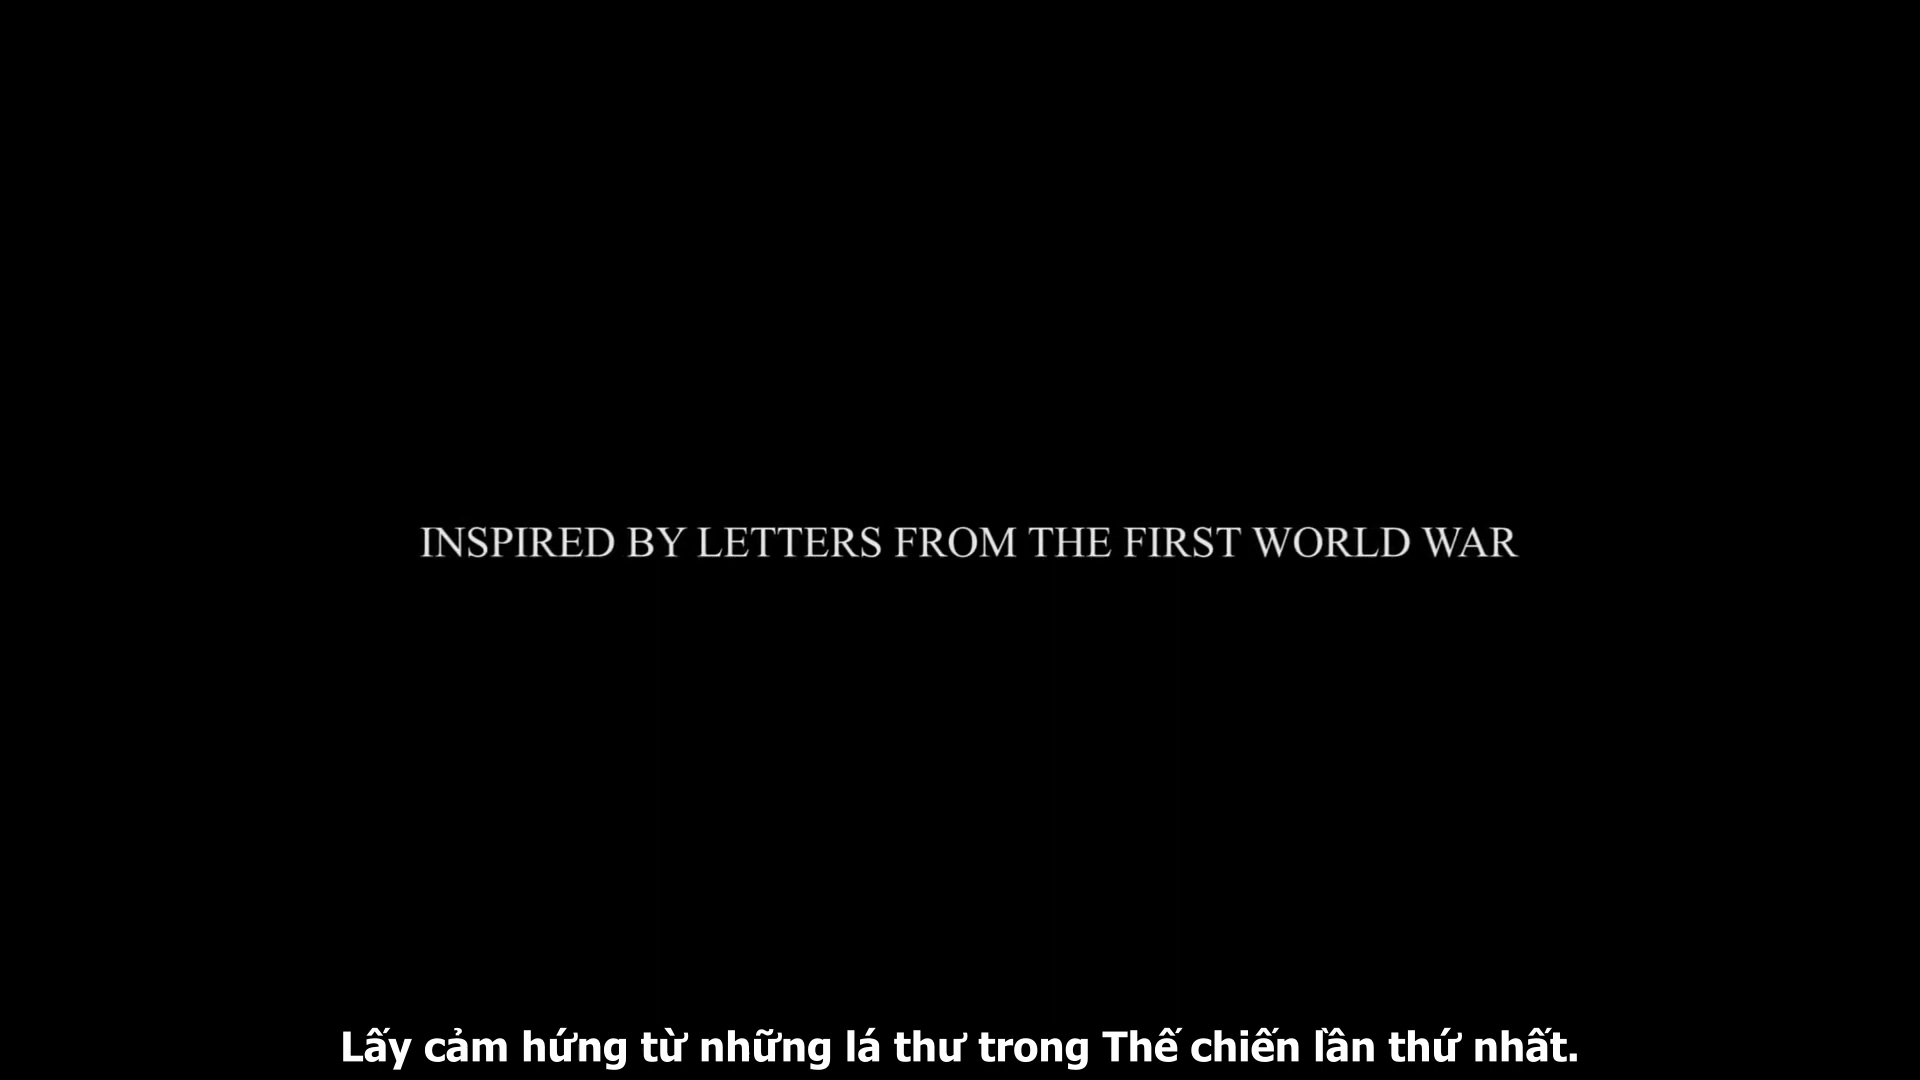 INSPIRED BY LETTERS FROM THE FIRST WORLD WAR
Lấy cảm hứng từ những lá thư trong Thế chiến lần thứ nhất.